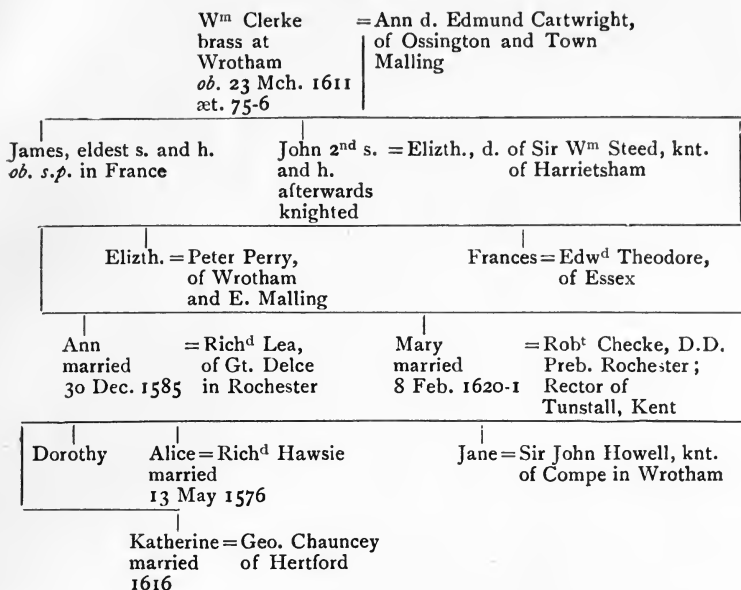 Wᵐ Clerke = Ann d. Edmund Cartwright,
brass at of Ossington and Town
Wrotham Malling
ob. 23 Mch. 1611
æt. 75-6
James, eldest s. and h. John 2ⁿᵈ s. = Elizth., d. of Sir Wᵐ Steed, knt.
ob. s.p. in France and h. of Harrietsham
afterwards
knighted
Elizth. = Peter Perry, Frances = Edwᵈ Theodore,
of Wrotham of Essex
and E. Malling
Ann = Richᵈ Lea, Mary = Robᵗ Checke, D.D.
married of Gt. Delce married Preb. Rochester;
30 Dec. 1585 in Rochester 8 Feb. 1620-1 Rector of
Tunstall, Kent
Dorothy Alice = Richᵈ Hawsie Jane = Sir John Howell, knt.
married of Compe in Wrotham
13 May 1576
Katherine = Geo. Chauncey
married of Hertford
1616